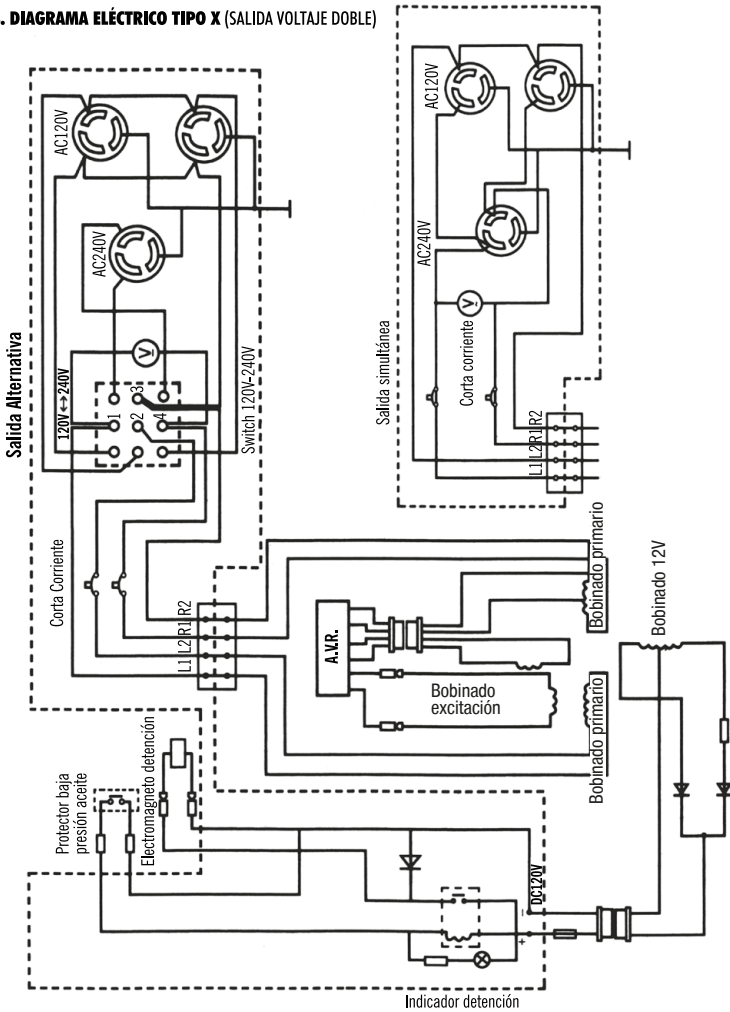 . DIAGRAMA ELÉCTRICO TIPO X (SALIDA VOLTAJE DOBLE)
Salida Alternativa
AC120V
AC240V
V
120V↔240V
1
2
3
4
Switch 120V-240V
Corta Corriente
L1 L2 R1 R2
Salida simultánea
AC120V
AC240V
V
Corta corriente
L1 L2 R1 R2
A.V.R.
Bobinado
excitación
Bobinado primario
Bobinado primario
Bobinado 12V
Protector baja
presión aceite
Electromagneto detención
DC120V
+
-
Indicador detención